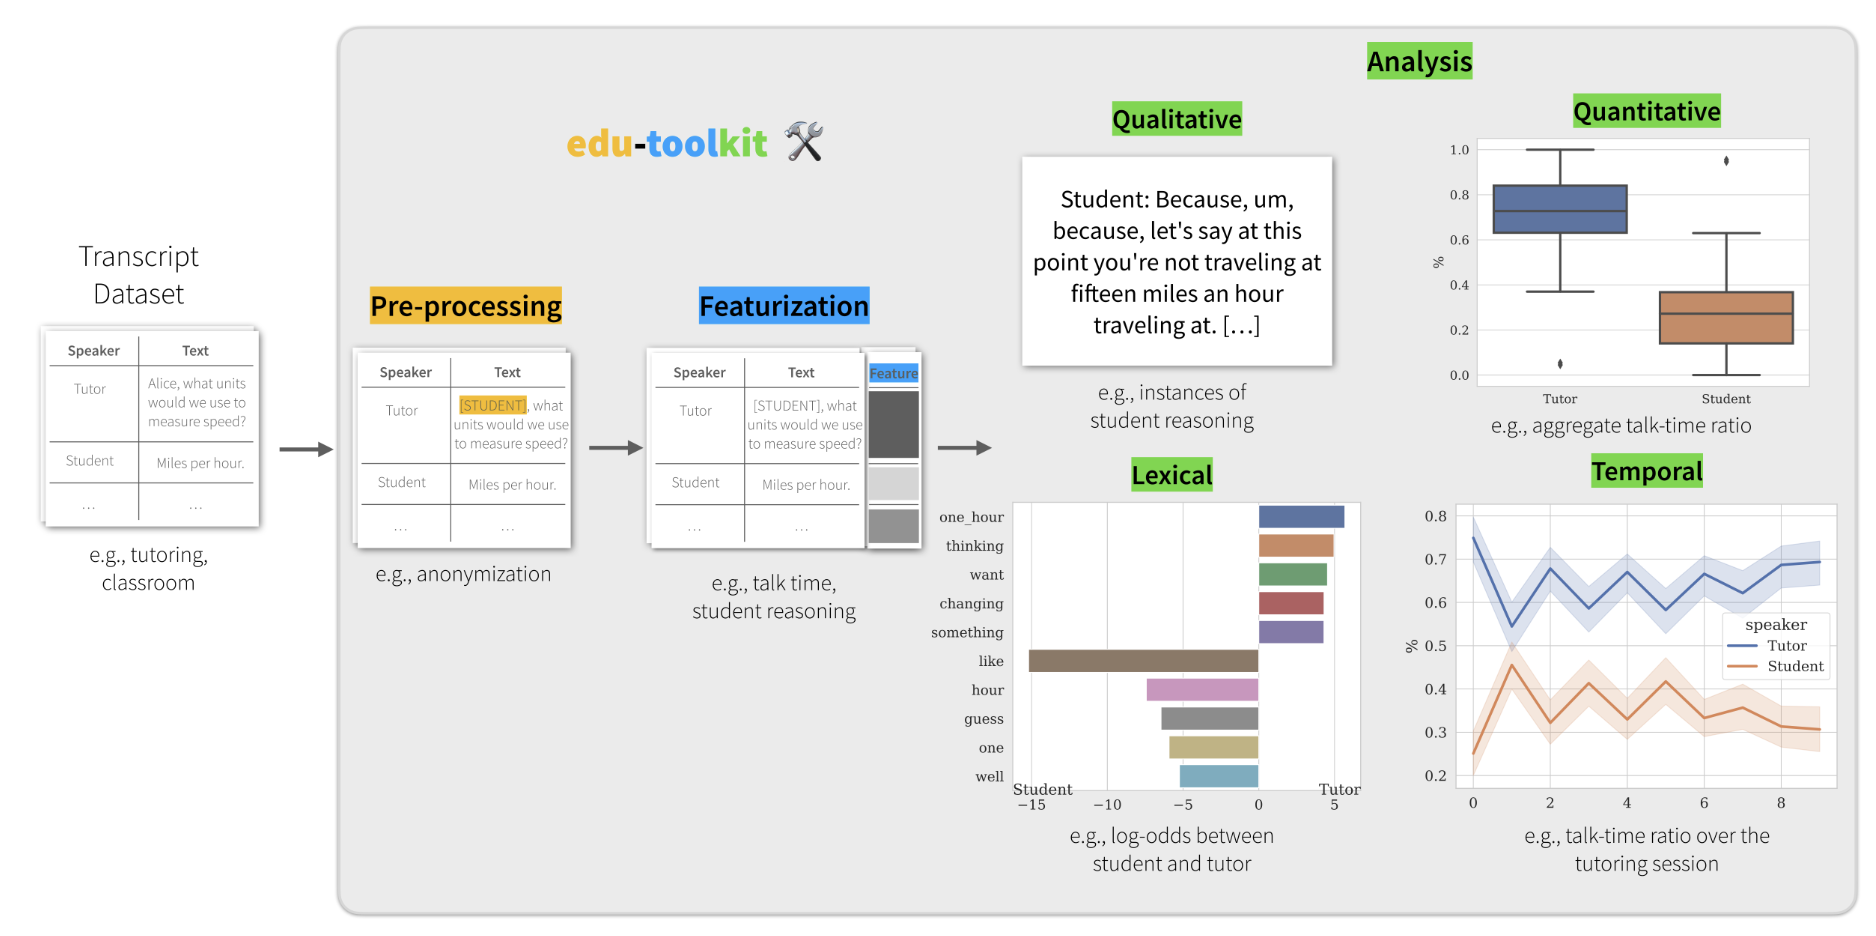 Transcript
Dataset
Speaker Text
Tutor
Alice, what units
would we use to
measure speed?
Student Miles per hour.
... ...
e.g., tutoring,
classroom
edu-toolkit
Pre-processing
Speaker Text
Tutor
[STUDENT], what
units would we use
to measure speed?
Student Miles per hour.
... ...
e.g., anonymization
Featurization
Speaker Text Feature
Tutor
[STUDENT], what
units would we use
to measure speed?
Student Miles per hour.
... ...
e.g., talk time,
student reasoning
Analysis
Qualitative
Student: Because, um,
because, let's say at this
point you're not traveling at
fifteen miles an hour
traveling at. [...]
e.g., instances of
student reasoning
Quantitative
1.0
0.8
0.6
0.4
0.2
0.0
%
Tutor Student
e.g., aggregate talk-time ratio
Lexical
one_hour
thinking
want
changing
something
like
hour
guess
one
well
Student Tutor
−15 −10 −5 0 5
e.g., log-odds between
student and tutor
Temporal
0.8
0.7
0.6
0.5
0.4
0.3
0.2
%
speaker
Tutor
Student
0 2 4 6 8
e.g., talk-time ratio over the
tutoring session